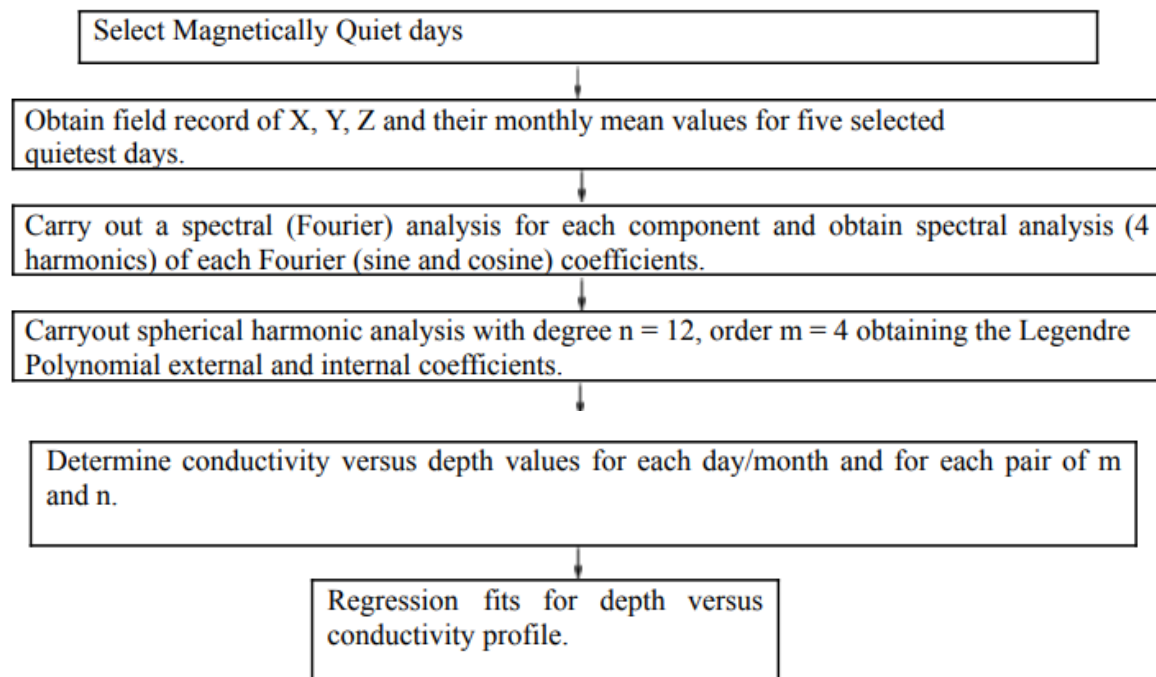 Select Magnetically Quiet days
Obtain field record of X, Y, Z and their monthly mean values for five selected
quietest days.
Carry out a spectral (Fourier) analysis for each component and obtain spectral analysis (4
harmonics) of each Fourier (sine and cosine) coefficients.
Carryout spherical harmonic analysis with degree n = 12, order m = 4 obtaining the Legendre
Polynomial external and internal coefficients.
Determine conductivity versus depth values for each day/month and for each pair of m
and n.
Regression fits for depth versus
conductivity profile.